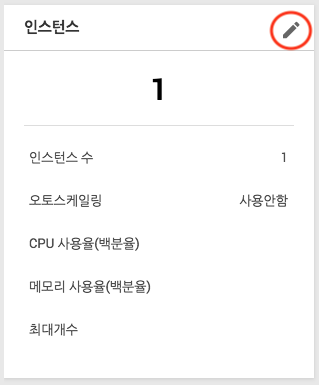 인스턴스
1
인스턴스 수 1
오토스케일링 사용안함
CPU 사용율(백분율)
메모리 사용율(백분율)
최대개수